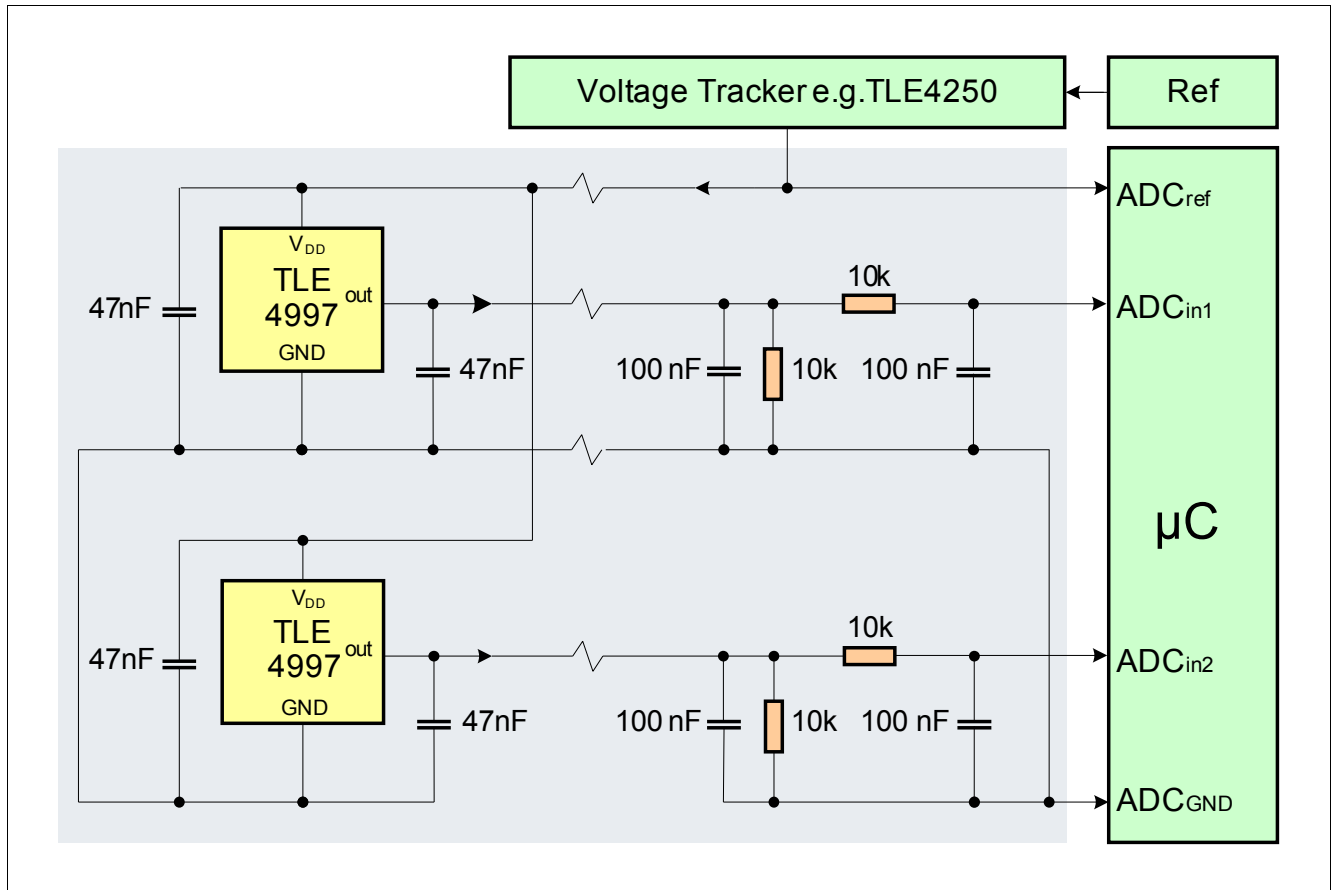 Voltage Tracker e.g.TLE4250
Ref
ADCref
VDD
TLE
4997
out
GND
47nF
47nF
10k
ADCin1
100 nF
10k
100 nF
µC
VDD
TLE
4997
out
GND
47nF
47nF
10k
ADCin2
100 nF
10k
100 nF
ADCGND